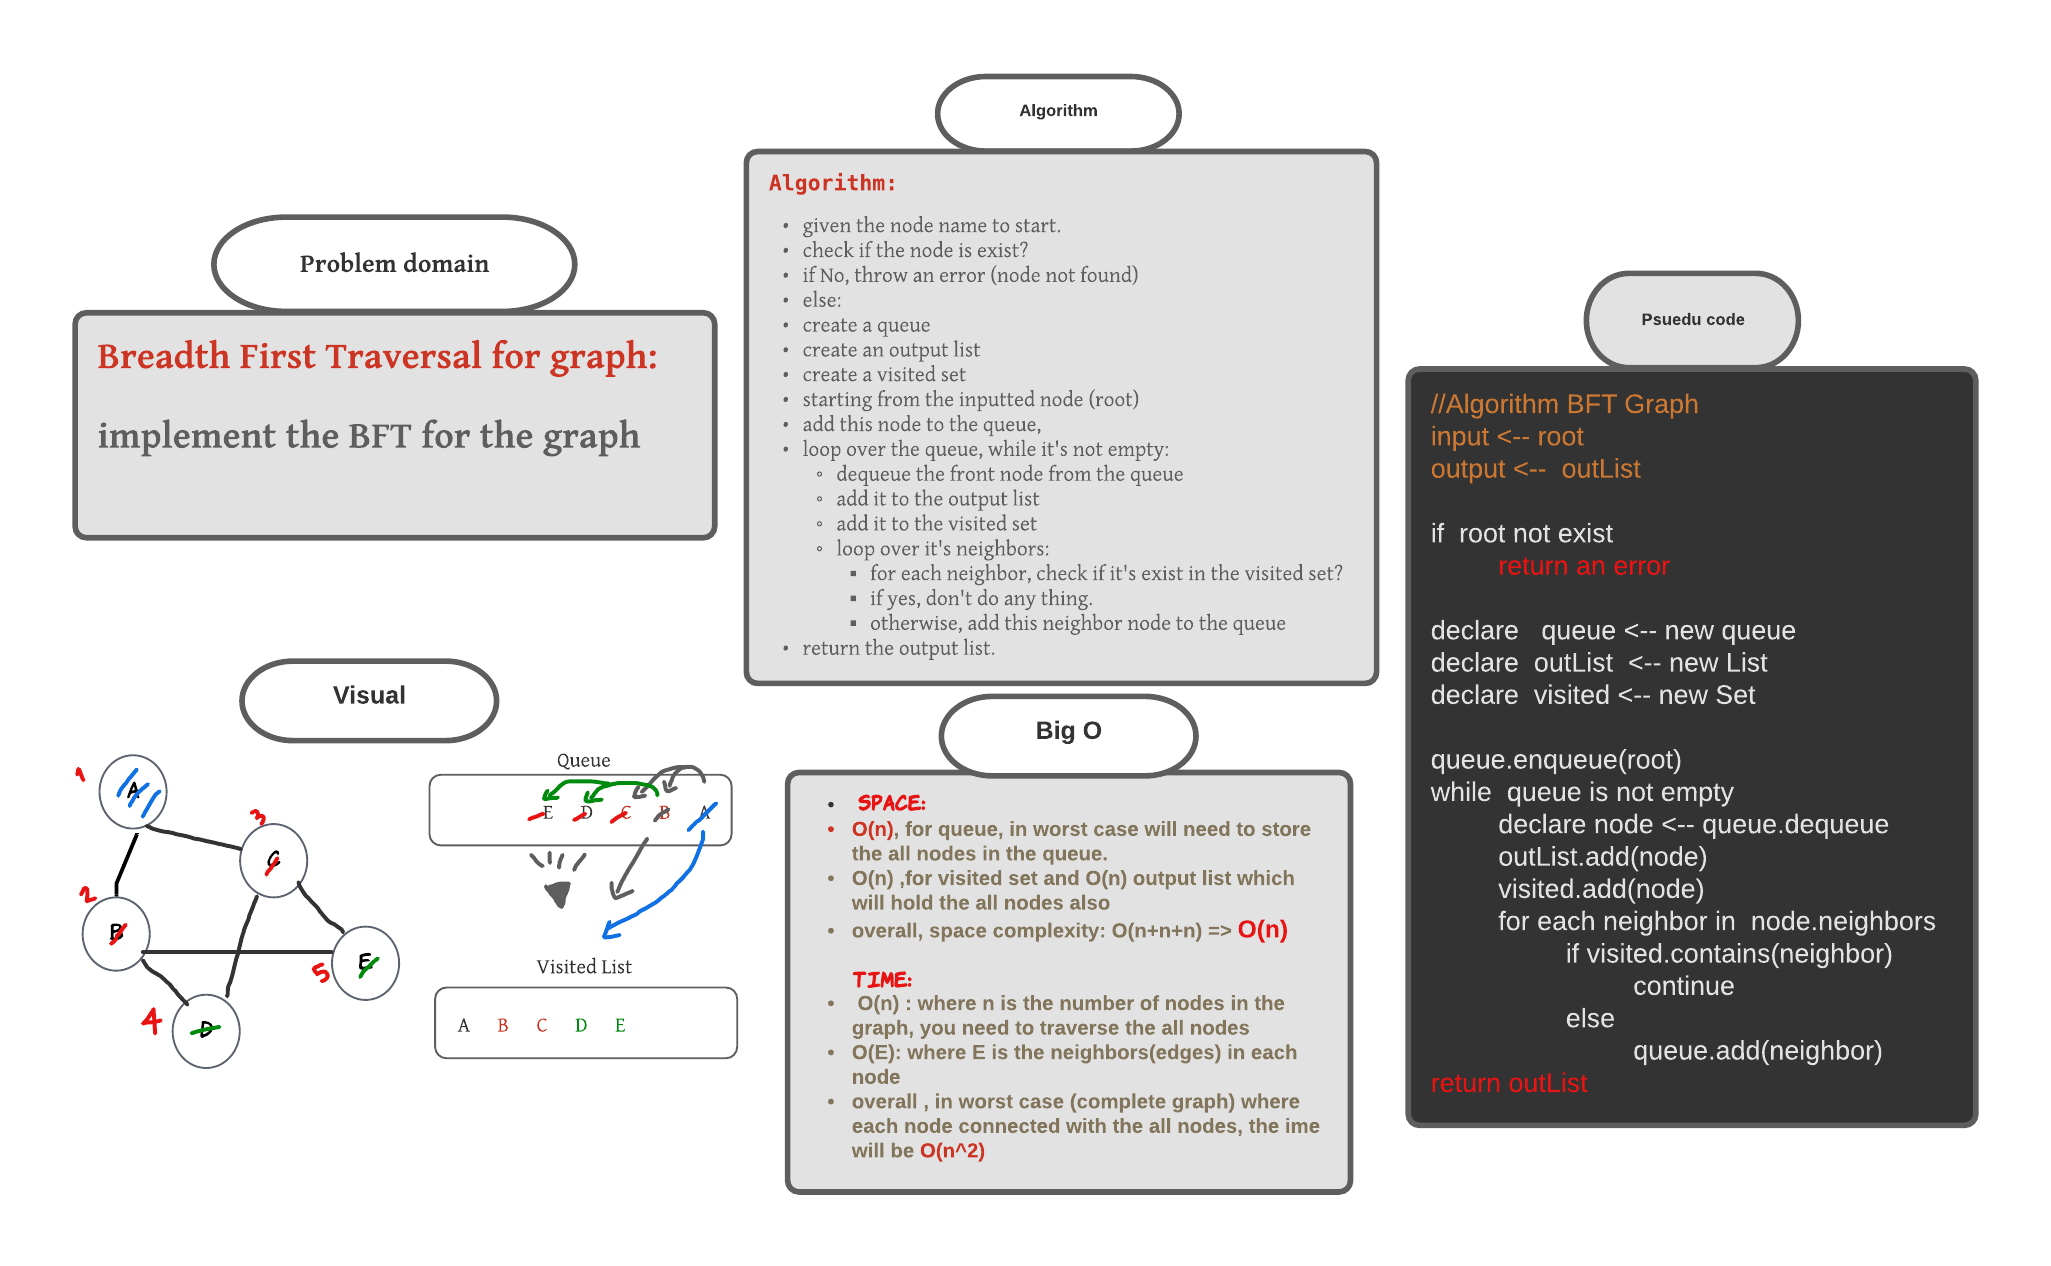 Problem domain
Breadth First Traversal for graph:
implement the BFT for the graph
Visual
1
A
3
C
2
B
E
5
4
D
Queue
E D C B A
Visited List
A B C D E
Algorithm
Algorithm:
• given the node name to start.
• check if the node is exist?
• if No, throw an error (node not found)
• else:
• create a queue
• create an output list
• create a visited set
• starting from the inputted node (root)
• add this node to the queue,
• loop over the queue, while it's not empty:
◦ dequeue the front node from the queue
◦ add it to the output list
◦ add it to the visited set
◦ loop over it's neighbors:
▪ for each neighbor, check if it's exist in the visited set?
▪ if yes, don't do any thing.
▪ otherwise, add this neighbor node to the queue
• return the output list.
Big O
• SPACE:
• O(n), for queue, in worst case will need to store
the all nodes in the queue.
• O(n) ,for visited set and O(n) output list which
will hold the all nodes also
• overall, space complexity: O(n+n+n) => O(n)
TIME:
• O(n) : where n is the number of nodes in the
graph, you need to traverse the all nodes
• O(E): where E is the neighbors(edges) in each
node
• overall , in worst case (complete graph) where
each node connected with the all nodes, the ime
will be O(n^2)
Psuedu code
//Algorithm BFT Graph
input <-- root
output <-- outList
if root not exist
return an error
declare queue <-- new queue
declare outList <-- new List
declare visited <-- new Set
queue.enqueue(root)
while queue is not empty
declare node <-- queue.dequeue
outList.add(node)
visited.add(node)
for each neighbor in node.neighbors
if visited.contains(neighbor)
continue
else
queue.add(neighbor)
return outList